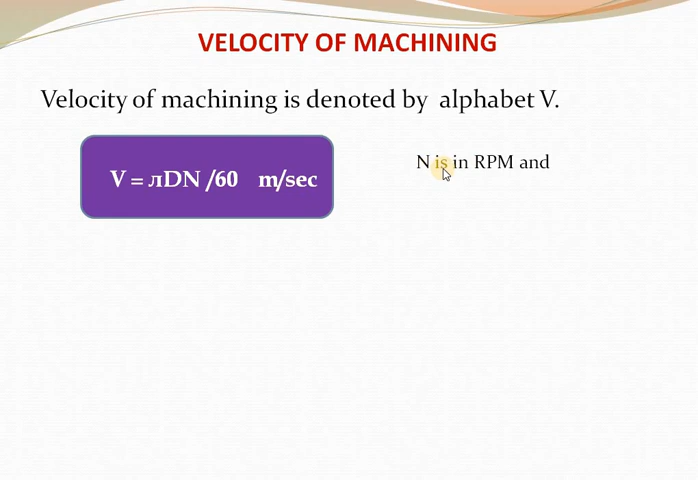 VELOCITY OF MACHINING
Velocity of machining is denoted by alphabet V.
V = лDN /60 m/sec
N is in RPM and